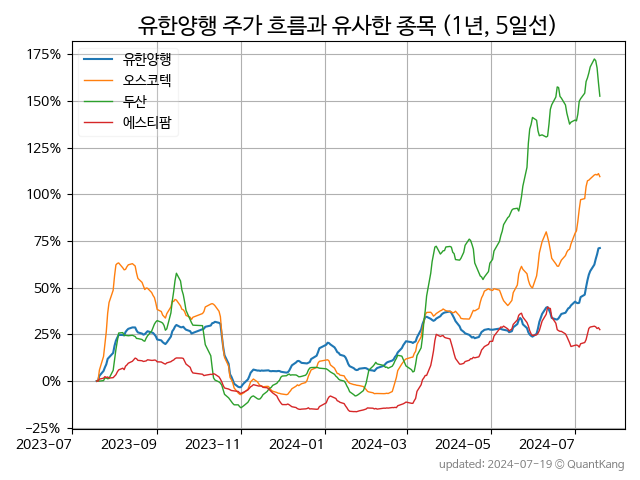 유한양행 주가 흐름과 유사한 종목 (1년, 5일선)
175%
150%
125%
100%
75%
50%
25%
0%
−25%
유한양행
오스코텍
두산
에스티팜
2023-07 2023-09 2023-11 2024-01 2024-03 2024-05 2024-07
updated: 2024-07-19 © QuantKang